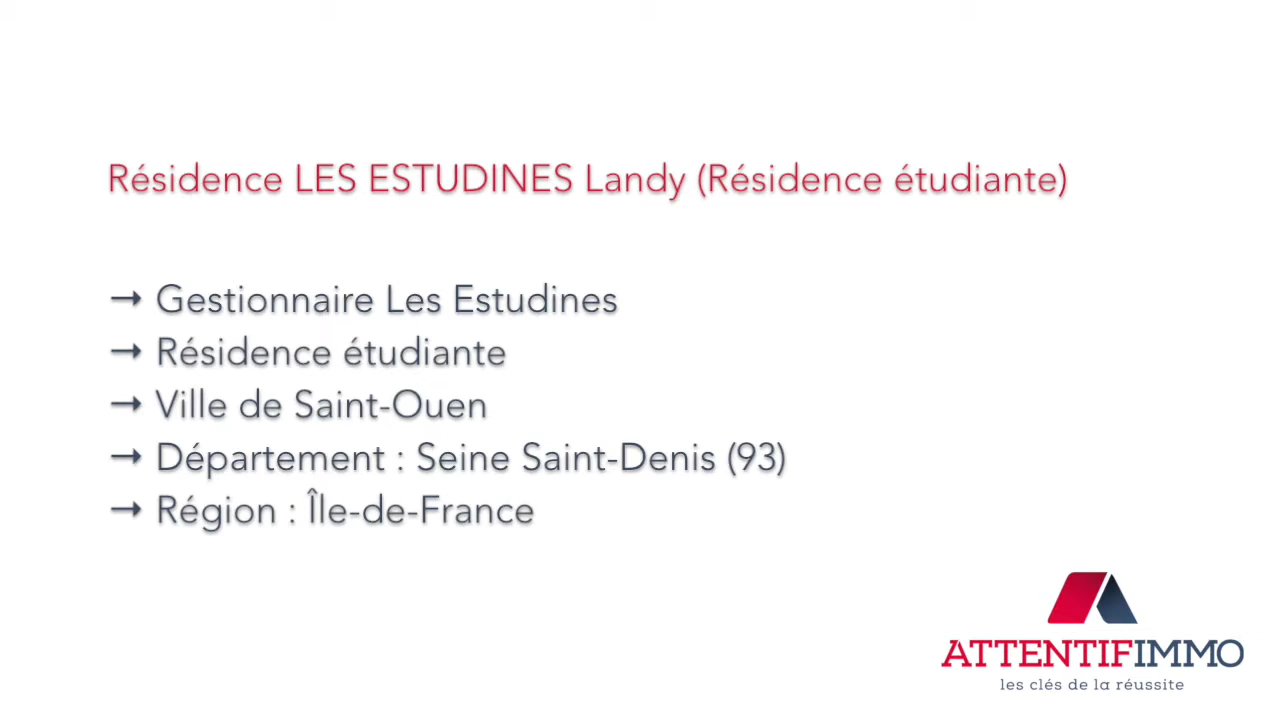 Résidence LES ESTUDINES Landy (Résidence étudiante)
→ Gestionnaire Les Estudines
→ Résidence étudiante
→ Ville de Saint-Ouen
→ Département : Seine Saint-Denis (93)
→ Région : Île-de-France
ATTENTIFIMMO
les clés de la réussite